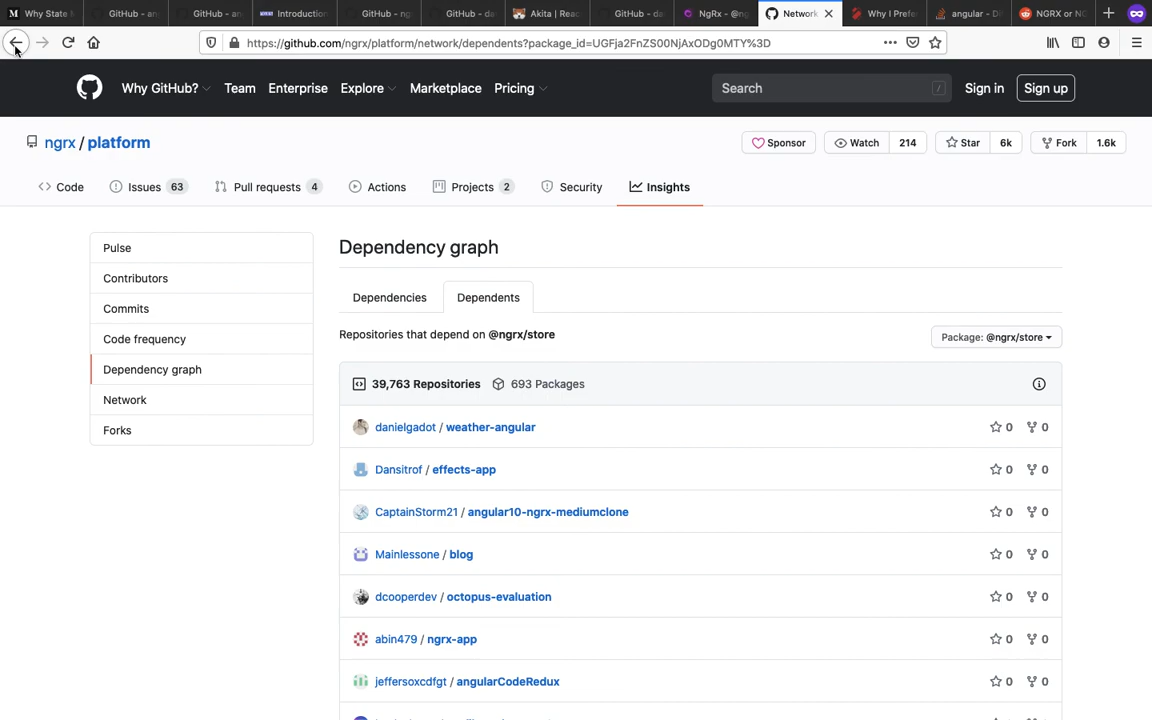 Why State
GitHub - an
GitHub - an
Introduction
GitHub - ng
GitHub - da
Akita | Reac
GitHub - da
NgRx - @ng
Network
Why I Prefe
angular - Di
NGRX or NG
https://github.com/ngrx/platform/network/dependents?package_id=UGFja2FnZS00NjAxODg0MTY%3D
Why GitHub? Team Enterprise Explore Marketplace Pricing Search / Sign in Sign up
ngrx / platform Sponsor Watch 214 Star 6k Fork 1.6k
Code Issues 63 Pull requests 4 Actions Projects 2 Security Insights
Pulse
Contributors
Commits
Code frequency
Dependency graph
Network
Forks
Dependency graph
Dependencies Dependents
Repositories that depend on @ngrx/store Package: @ngrx/store
39,763 Repositories 693 Packages
danielgadot / weather-angular 0 0
Dansitrof / effects-app 0 0
CaptainStorm21 / angular10-ngrx-mediumclone 0 0
Mainlessone / blog 0 0
dcooperdev / octopus-evaluation 0 0
abin479 / ngrx-app 0 0
jeffersoxcdfgt / angularCodeRedux 0 0